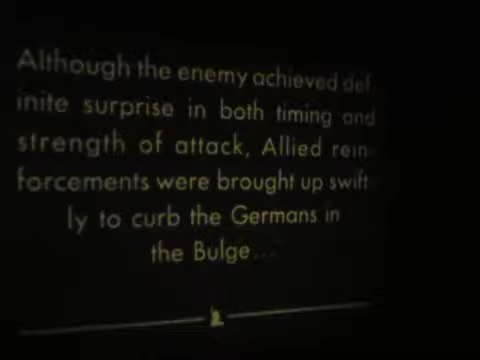 Although the enemy achieved def-
inite surprise in both timing and
strength of attack, Allied rein-
forcements were brought up swift-
ly to curb the Germans in
the Bulge...